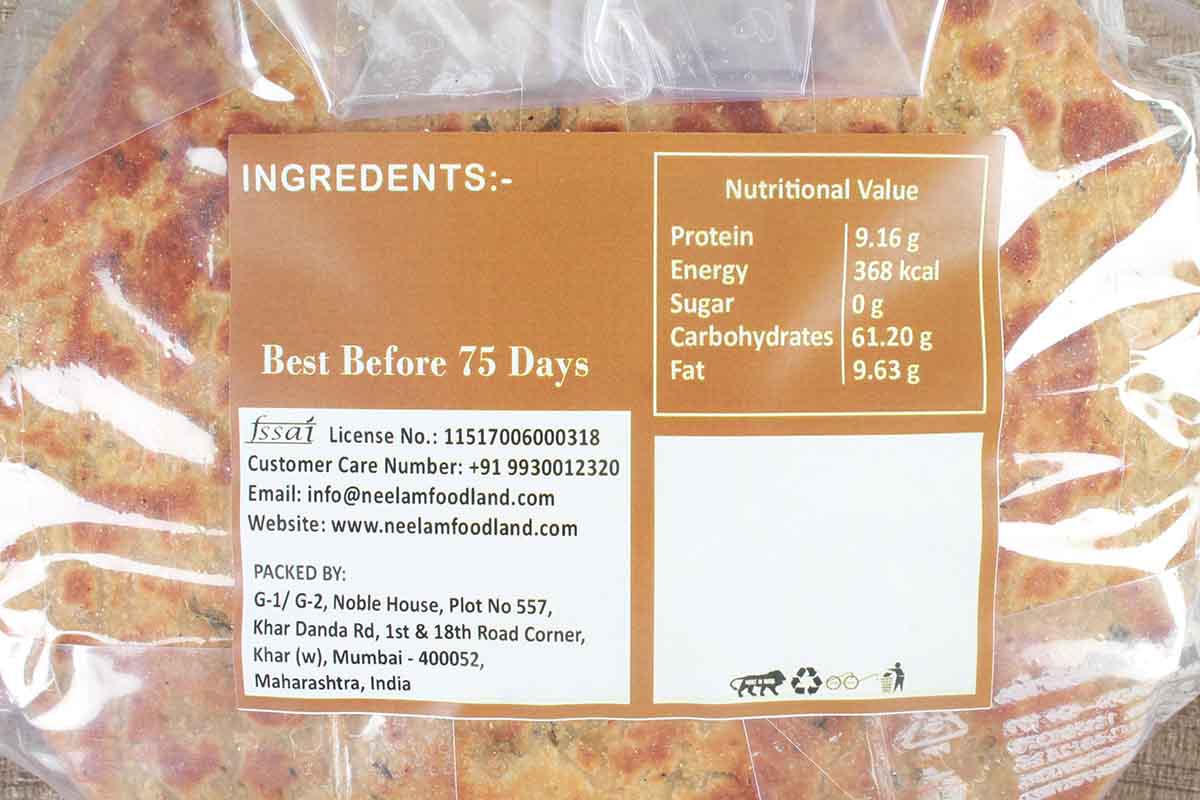 INGREDENTS:-
Best Before 75 Days
Nutritional Value
Protein 9.16 g
Energy 368 kcal
Sugar 0 g
Carbohydrates 61.20 g
Fat 9.63 g
fssai License No.: 11517006000318
Customer Care Number: +91 9930012320
Email: info@neelamfoodland.com
Website: www.neelamfoodland.com
PACKED BY:
G-1/ G-2, Noble House, Plot No 557,
Khar Danda Rd, 1st & 18th Road Corner,
Khar (w), Mumbai - 400052,
Maharashtra, India